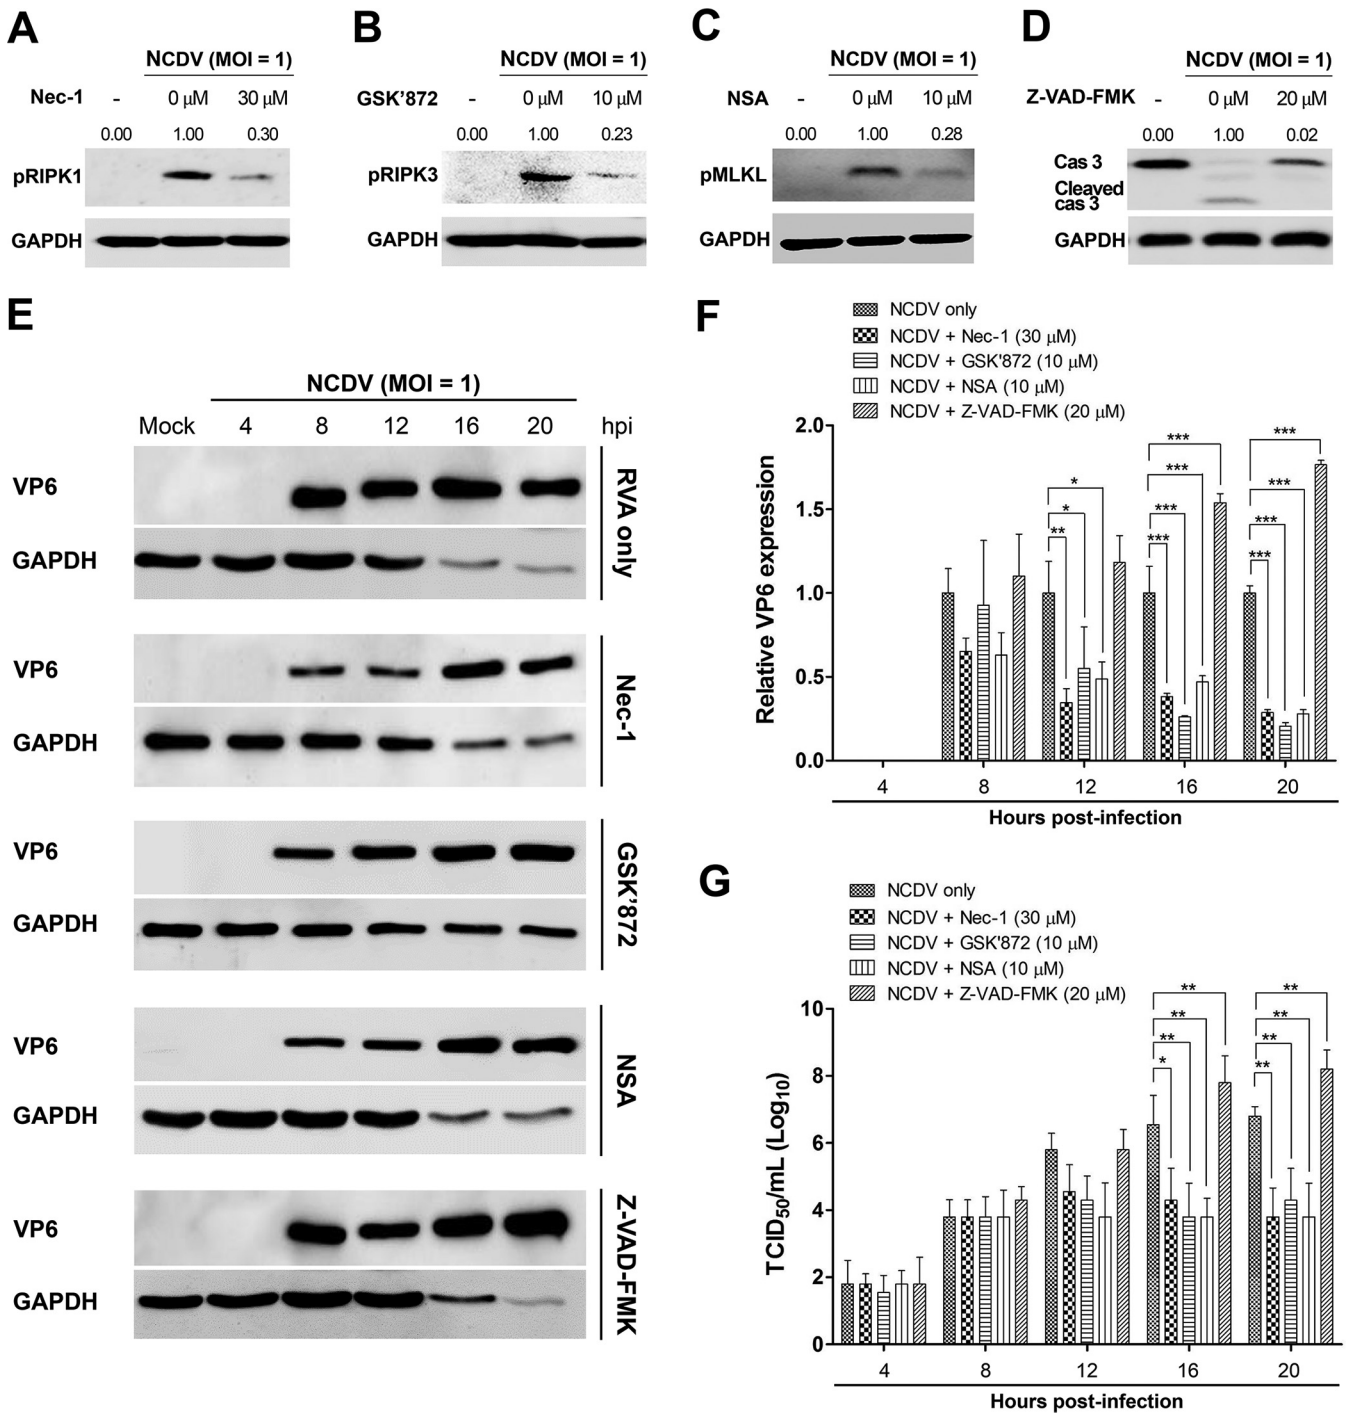 A
NCDV (MOI = 1)
Nec-1 - 0 μM 30 μM
0.00 1.00 0.30
pRIPK1
GAPDH
B
NCDV (MOI = 1)
GSK'872 - 0 μM 10 μM
0.00 1.00 0.23
pRIPK3
GAPDH
C
NCDV (MOI = 1)
NSA - 0 μM 10 μM
0.00 1.00 0.28
pMLKL
GAPDH
D
NCDV (MOI = 1)
Z-VAD-FMK - 0 μM 20 μM
0.00 1.00 0.02
Cas 3
Cleaved
cas 3
GAPDH
E
NCDV (MOI = 1)
Mock 4 8 12 16 20 hpi
VP6
GAPDH
RVA only
VP6
GAPDH
Nec-1
VP6
GAPDH
GSK'872
VP6
GAPDH
NSA
VP6
GAPDH
Z-VAD-FMK
F
NCDV only
NCDV + Nec-1 (30 μM)
NCDV + GSK'872 (10 μM)
NCDV + NSA (10 μM)
NCDV + Z-VAD-FMK (20 μM)
Relative VP6 expression
2.0
1.5
1.0
0.5
0.0
*
*
**
***
***
***
***
***
***
***
***
4 8 12 16 20
Hours post-infection
G
NCDV only
NCDV + Nec-1 (30 μM)
NCDV + GSK'872 (10 μM)
NCDV + NSA (10 μM)
NCDV + Z-VAD-FMK (20 μM)
TCID50/mL (Log10)
10
8
6
4
2
0
**
**
**
*
**
**
**
**
4 8 12 16 20
Hours post-infection